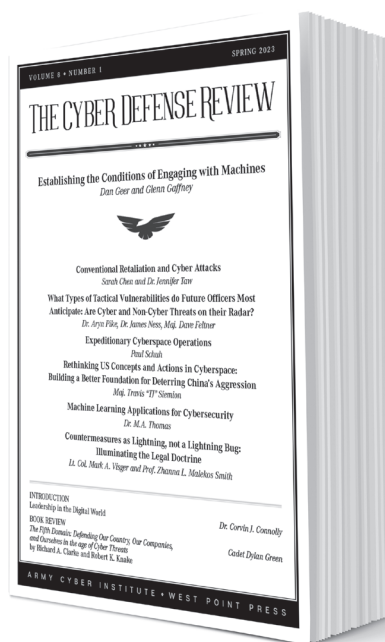 VOLUME 8 • NUMBER 1
SPRING 2023
THE CYBER DEFENSE REVIEW
Establishing the Conditions of Engaging with Machines
Dan Geer and Glenn Gaffney
Conventional Retaliation and Cyber Attacks
Sarah Chen and Dr. Jennifer Taw
What Types of Tactical Vulnerabilities do Future Officers Most
Anticipate: Are Cyber and Non-Cyber Threats on their Radar?
Dr. Aryn Pike, Dr. James Ness, Maj. Dave Feltner
Expeditionary Cyberspace Operations
Paul Schuh
Rethinking US Concepts and Actions in Cyberspace:
Building a Better Foundation for Deterring China's Aggression
Maj. Travis "TI" Siemion
Machine Learning Applications for Cybersecurity
Dr. M.A. Thomas
Countermeasures as Lightning, not a Lightning Bug:
Illuminating the Legal Doctrine
Lt. Col. Mark A. Visger and Prof. Zhanna L. Malekos Smith
INTRODUCTION
Leadership in the Digital World
Dr. Corvin J. Connolly
BOOK REVIEW
The Fifth Domain: Defending Our Country, Our Companies,
and Ourselves in the age of Cyber Threats
by Richard A. Clarke and Robert K. Knake
Cadet Dylan Green
ARMY CYBER INSTITUTE • WEST POINT PRESS